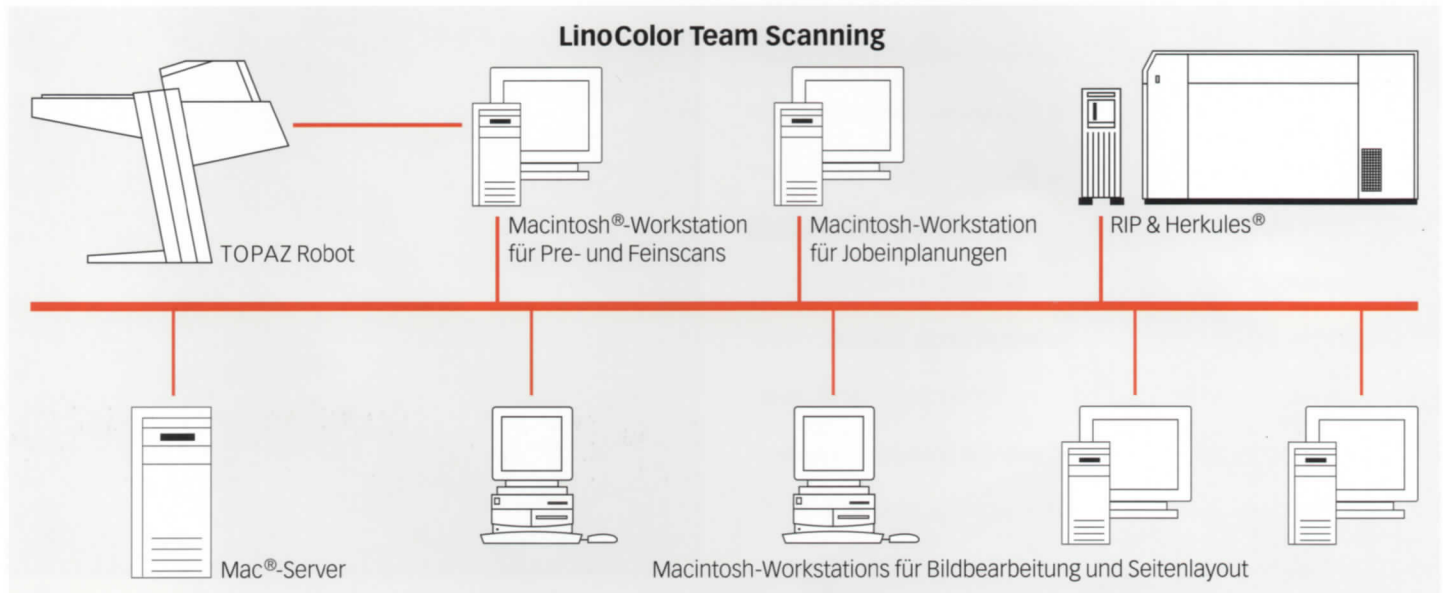 LinoColor Team Scanning
TOPAZ Robot
Macintosh®-Workstation
für Pre- und Feinscans
Macintosh-Workstation
für Jobeinplanungen
RIP & Herkules®
Mac®-Server
Macintosh-Workstations für Bildbearbeitung und Seitenlayout